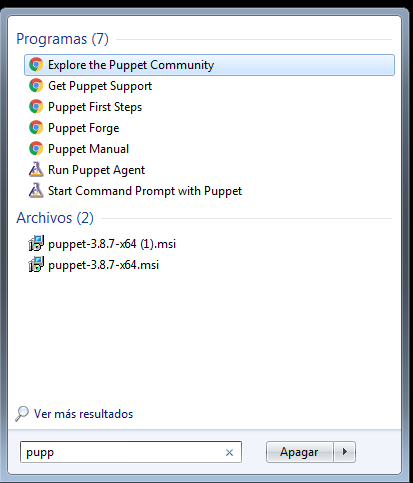 Programas (7)
Explore the Puppet Community
Get Puppet Support
Puppet First Steps
Puppet Forge
Puppet Manual
Run Puppet Agent
Start Command Prompt with Puppet
Archivos (2)
puppet-3.8.7-x64 (1).msi
puppet-3.8.7-x64.msi
Ver más resultados
pupp
Apagar